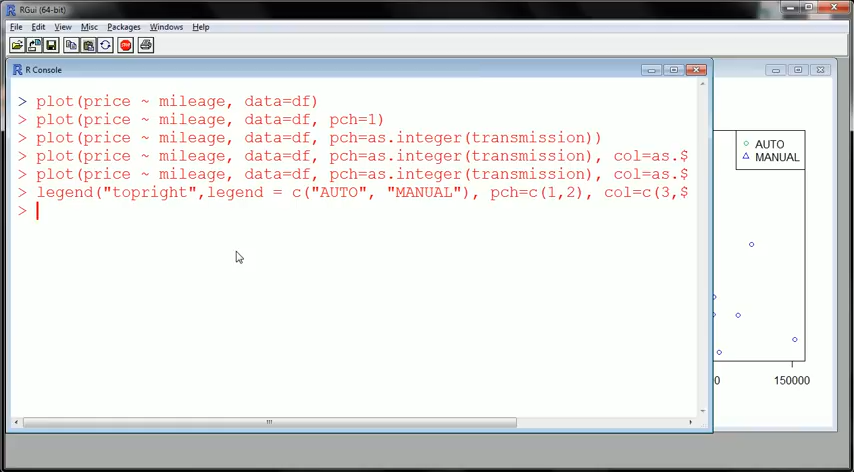 RGui (64-bit)
File Edit View Misc Packages Windows Help
STOP
R Console
> plot(price ~ mileage, data=df)
> plot(price ~ mileage, data=df, pch=1)
> plot(price ~ mileage, data=df, pch=as.integer(transmission))
> plot(price ~ mileage, data=df, pch=as.integer(transmission), col=as.$
> plot(price ~ mileage, data=df, pch=as.integer(transmission), col=as.$
> legend("topright",legend = c("AUTO", "MANUAL"), pch=c(1,2), col=c(3,$
>
AUTO
MANUAL
00 150000